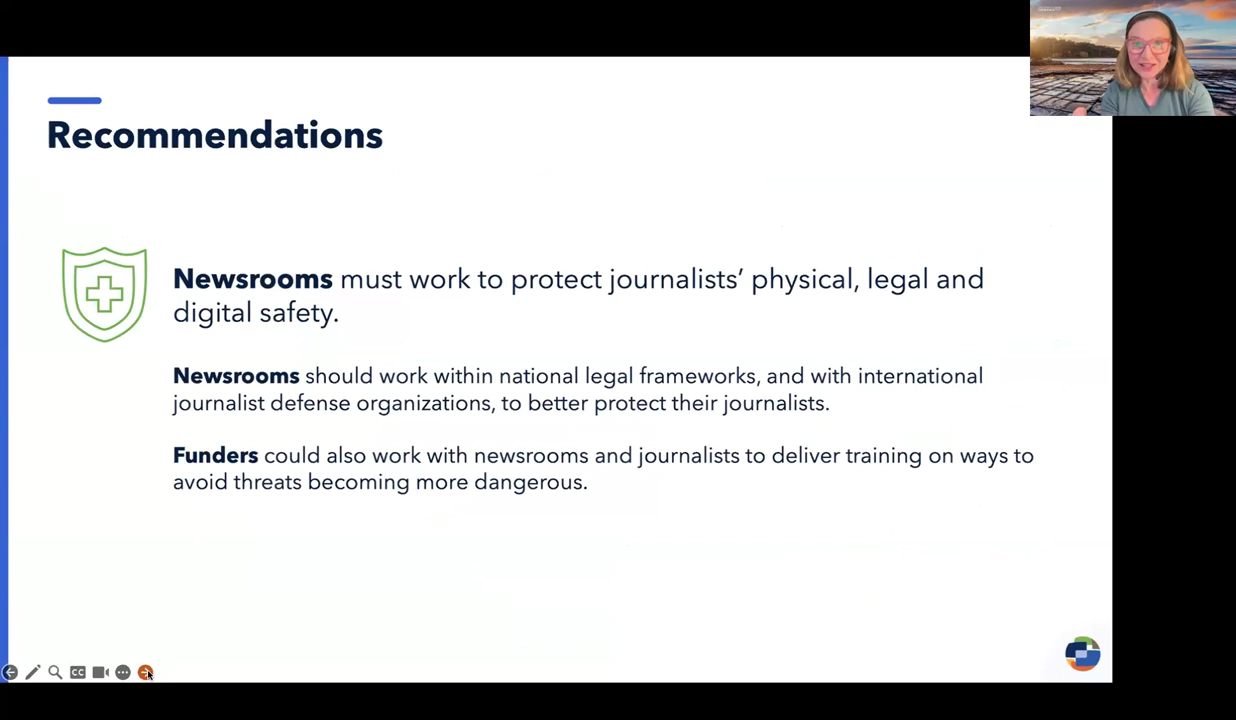 Recommendations
Newsrooms must work to protect journalists’ physical, legal and
digital safety.
Newsrooms should work within national legal frameworks, and with international
journalist defense organizations, to better protect their journalists.
Funders could also work with newsrooms and journalists to deliver training on ways to
avoid threats becoming more dangerous.
CC